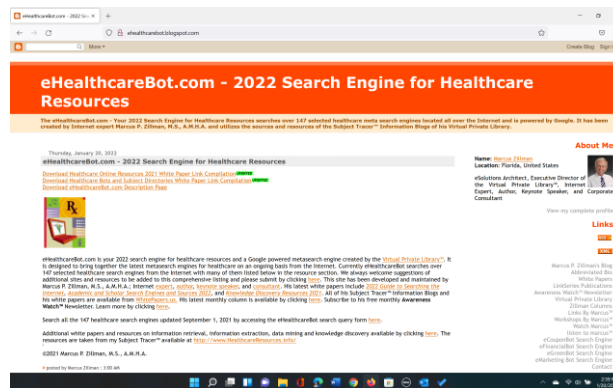 eHealthcareBot.com - 2022 Sear
ehealthcarebot.blogspot.com
More
Create Blog Sign
eHealthcareBot.com - 2022 Search Engine for Healthcare
Resources
The eHealthcareBot.com - Your 2022 Search Engine for Healthcare Resources searches over 147 selected healthcare meta search engines located all over the Internet and is powered by Google. It has been
created by Internet expert Marcus P. Zillman, M.S., A.M.H.A. and utilizes the sources and resources of the Subject Tracer™ Information Blogs of his Virtual Private Library.
Thursday, January 20, 2022
eHealthcareBot.com - 2022 Search Engine for Healthcare Resources
Download Healthcare Online Resources 2021 White Paper Link Compilation
Download Healthcare Bots and Subject Directories White Paper Link Compilation
Download eHealthcareBot.com Description Page
eHealthcareBot.com is your 2022 search engine for healthcare resources and a Google powered metasearch engine created by the Virtual Private Library™. It
is designed to bring together the latest metasearch engines for healthcare on an ongoing basis from the Internet. Currently eHealthcareBot searches over
147 selected healthcare search engines from the Internet with many of them listed below in the resource section. We always welcome suggestions of
additional sites and resources to be added to this comprehensive listing and please submit by clicking here. This site has been developed and maintained by
Marcus P. Zillman, M.S., A.M.H.A.; Internet expert, author, keynote speaker, and consultant. His latest white papers include 2022 Guide to Searching the
Internet, Academic and Scholar Search Engines and Sources 2022, and Knowledge Discovery Resources 2021. All of his Subject Tracer™ Information Blogs and
his white papers are available from WhitePapers.us. His latest monthly column is available by clicking here. Subscribe to his free monthly Awareness
Watch™ Newsletter. Learn more by clicking here.
Search all the 147 healthcare search engines updated September 1, 2021 by accessing the eHealthcareBot search query form here.
Additional white papers and resources on information retrieval, information extraction, data mining and knowledge discovery available by clicking here. The
resources are taken from my Subject Tracer™ available at http://www.HealthcareResources.info/
©2021 Marcus P. Zillman, M.S., A.M.H.A.
posted by Marcus Zillman | 3:00 AM
About Me
Name: Marcus Zillman
Location: Florida, United States
eSolutions Architect, Executive Director of
the Virtual Private Library™, Internet
Expert, Author, Keynote Speaker, and Corporate
Consultant
View my complete profile
Links
XML
Marcus P. Zillman's Blog
Abbreviated Bio
White Papers
LinkSeries Publications
Awareness Watch™ Newsletter
Virtual Private Library
Zillman Columns
Links By Marcus™
Workshops By Marcus™
Watch Marcus™
listen to marcus™
eCouponBot Search Engine
eFinancialBot Search Engine
eGreenBot Search Engine
eMarketing Bot Search Engine
Contact